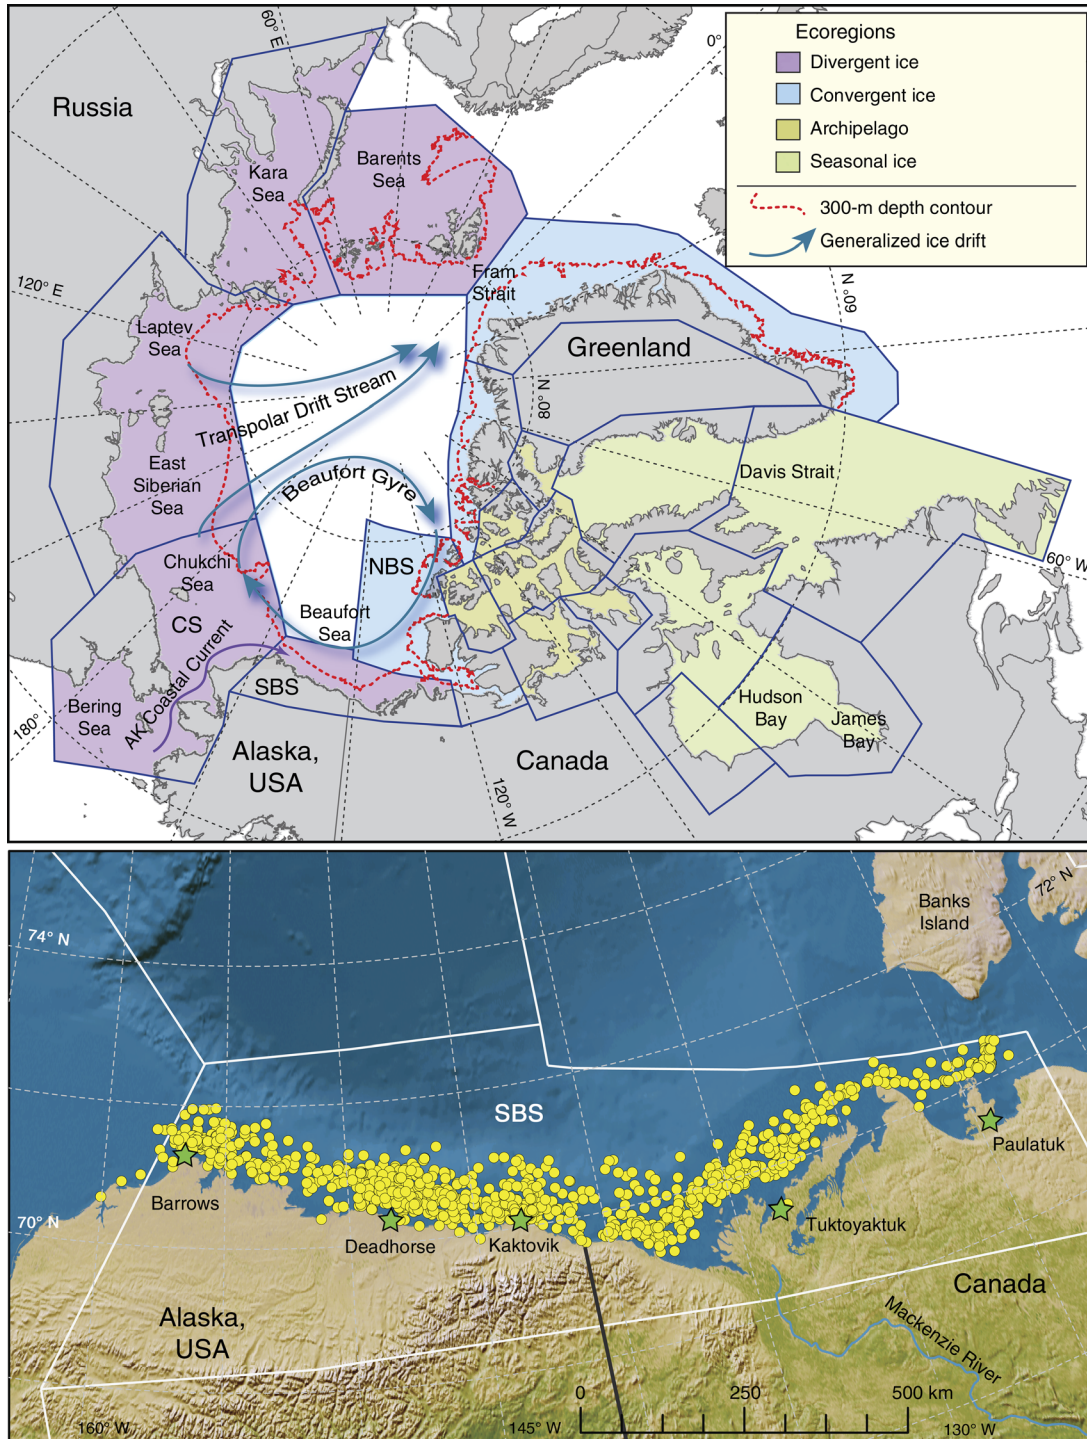 60° E
0°
Ecoregions
Divergent ice
Convergent ice
Archipelago
Seasonal ice
300-m depth contour
Generalized ice drift
Russia
Kara
Sea
Barents
Sea
Fram
Strait
120° E
60° N
Laptev
Sea
Greenland
80° N
Transpolar Drift Stream
East
Siberian
Sea
Beaufort Gyre
Davis Strait
Chukchi
Sea
NBS
60° W
CS
Beaufort
Sea
AK Coastal Current
SBS
Bering
Sea
180°
Hudson
Bay
James
Bay
Alaska,
USA
Canada
120° W
72° N
Banks
Island
74° N
SBS
Paulatuk
Barrows
70° N
Tuktoyaktuk
Deadhorse
Kaktovik
Canada
Alaska,
USA
Mackenzie River
0 250 500 km
160° W
145° W
130° W